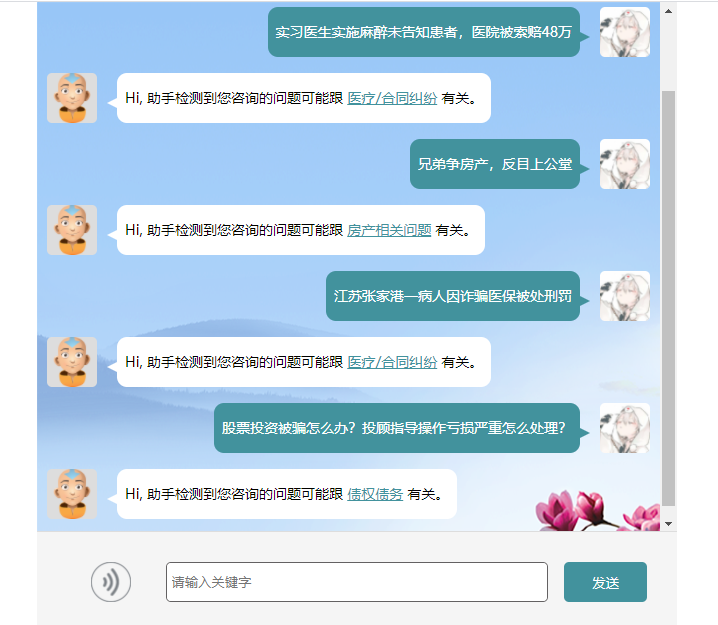 实习医生实施麻醉未告知患者，医院被索赔48万
Hi, 助手检测到您咨询的问题可能跟 医疗/合同纠纷 有关。
兄弟争房产，反目上公堂
Hi, 助手检测到您咨询的问题可能跟 房产相关问题 有关。
江苏张家港一病人因诈骗医保被处刑罚
Hi, 助手检测到您咨询的问题可能跟 医疗/合同纠纷 有关。
股票投资被骗怎么办？投顾指导操作亏损严重怎么处理？
Hi, 助手检测到您咨询的问题可能跟 债权债务 有关。
请输入关键字
发送